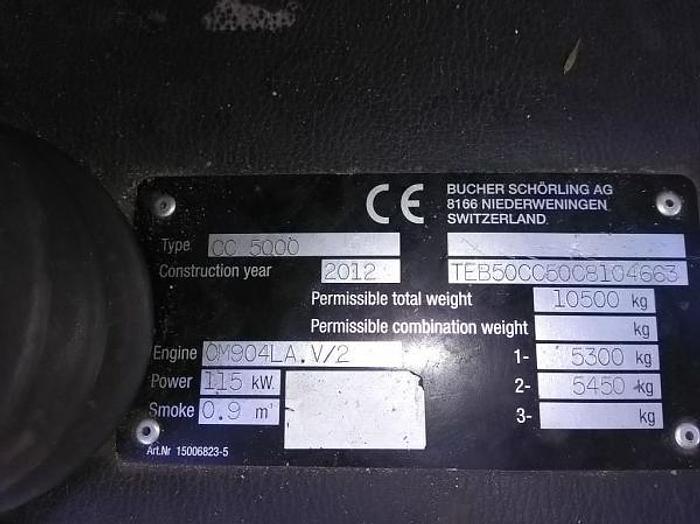 CE BUCHER SCHÖRLING AG
8166 NIEDERWENINGEN
SWITZERLAND
Type CC 5000
Construction year 2012 TEB50CC50C8104663
Permissible total weight 10500 kg
Permissible combination weight kg
Engine OM904LA.V/2 1- 5300 kg
Power 115 kW 2- 5450 kg
Smoke 0.9 m¹ 3- kg
Art.Nr 15006823-5